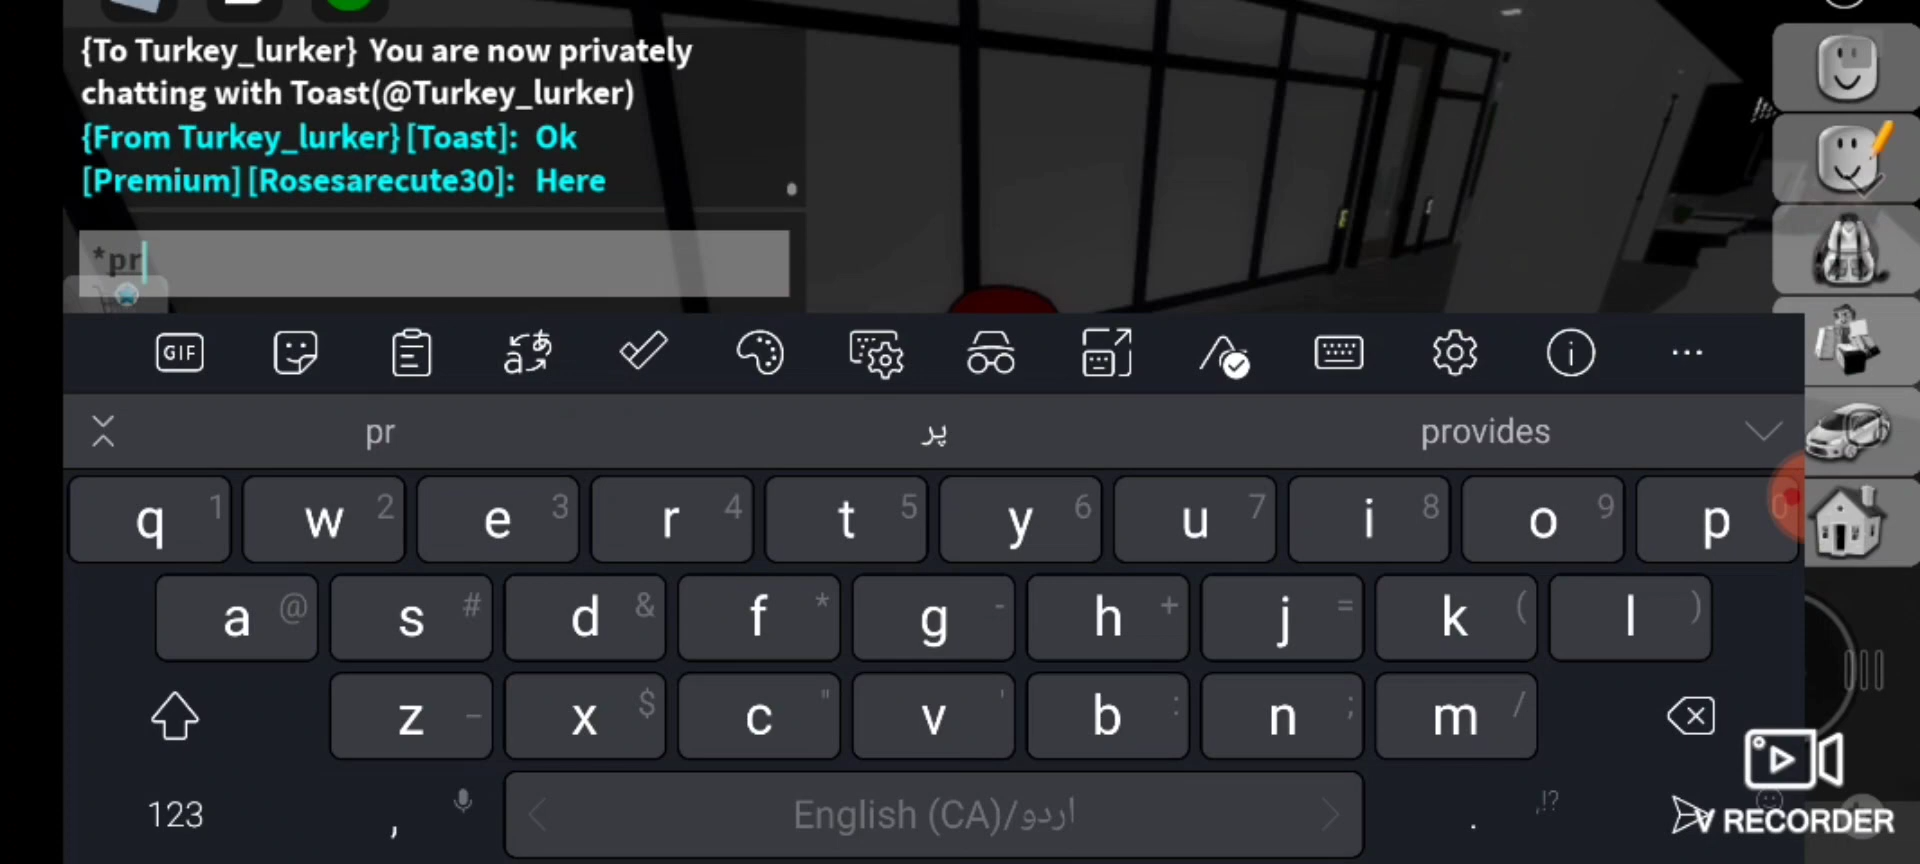 {To Turkey_lurker} You are now privately
chatting with Toast(@Turkey_lurker)
{From Turkey_lurker} [Toast]: Ok
[Premium] [Rosesarecute30]: Here
*pr
GIF
pr پر provides
q 1 w 2 e 3 r 4 t 5 y 6 u 7 i 8 o 9 p 0
a @ s # d & f * g - h + j = k ( l )
z _ x $ c " v ' b : n ; m /
123 , English (CA)/اردو . ,!?
V RECORDER